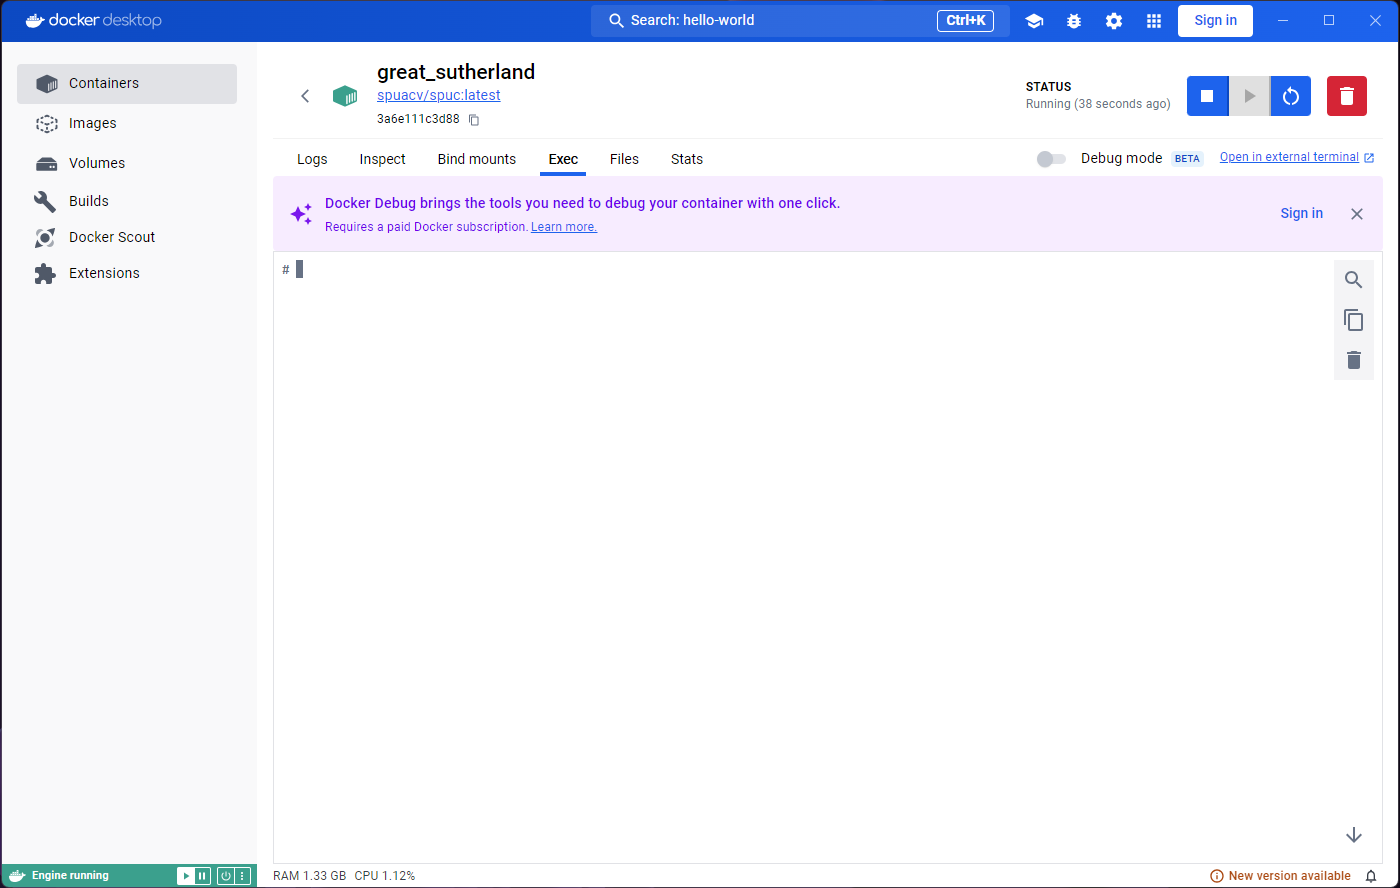 docker desktop
Search: hello-world
Ctrl+K
Sign in
Containers
Images
Volumes
Builds
Docker Scout
Extensions
great_sutherland
spuacv/spuc:latest
3a6e111c3d88
STATUS
Running (38 seconds ago)
Logs
Inspect
Bind mounts
Exec
Files
Stats
Debug mode
BETA
Open in external terminal
Docker Debug brings the tools you need to debug your container with one click.
Requires a paid Docker subscription. Learn more.
Sign in
#
Engine running
RAM 1.33 GB CPU 1.12%
New version available